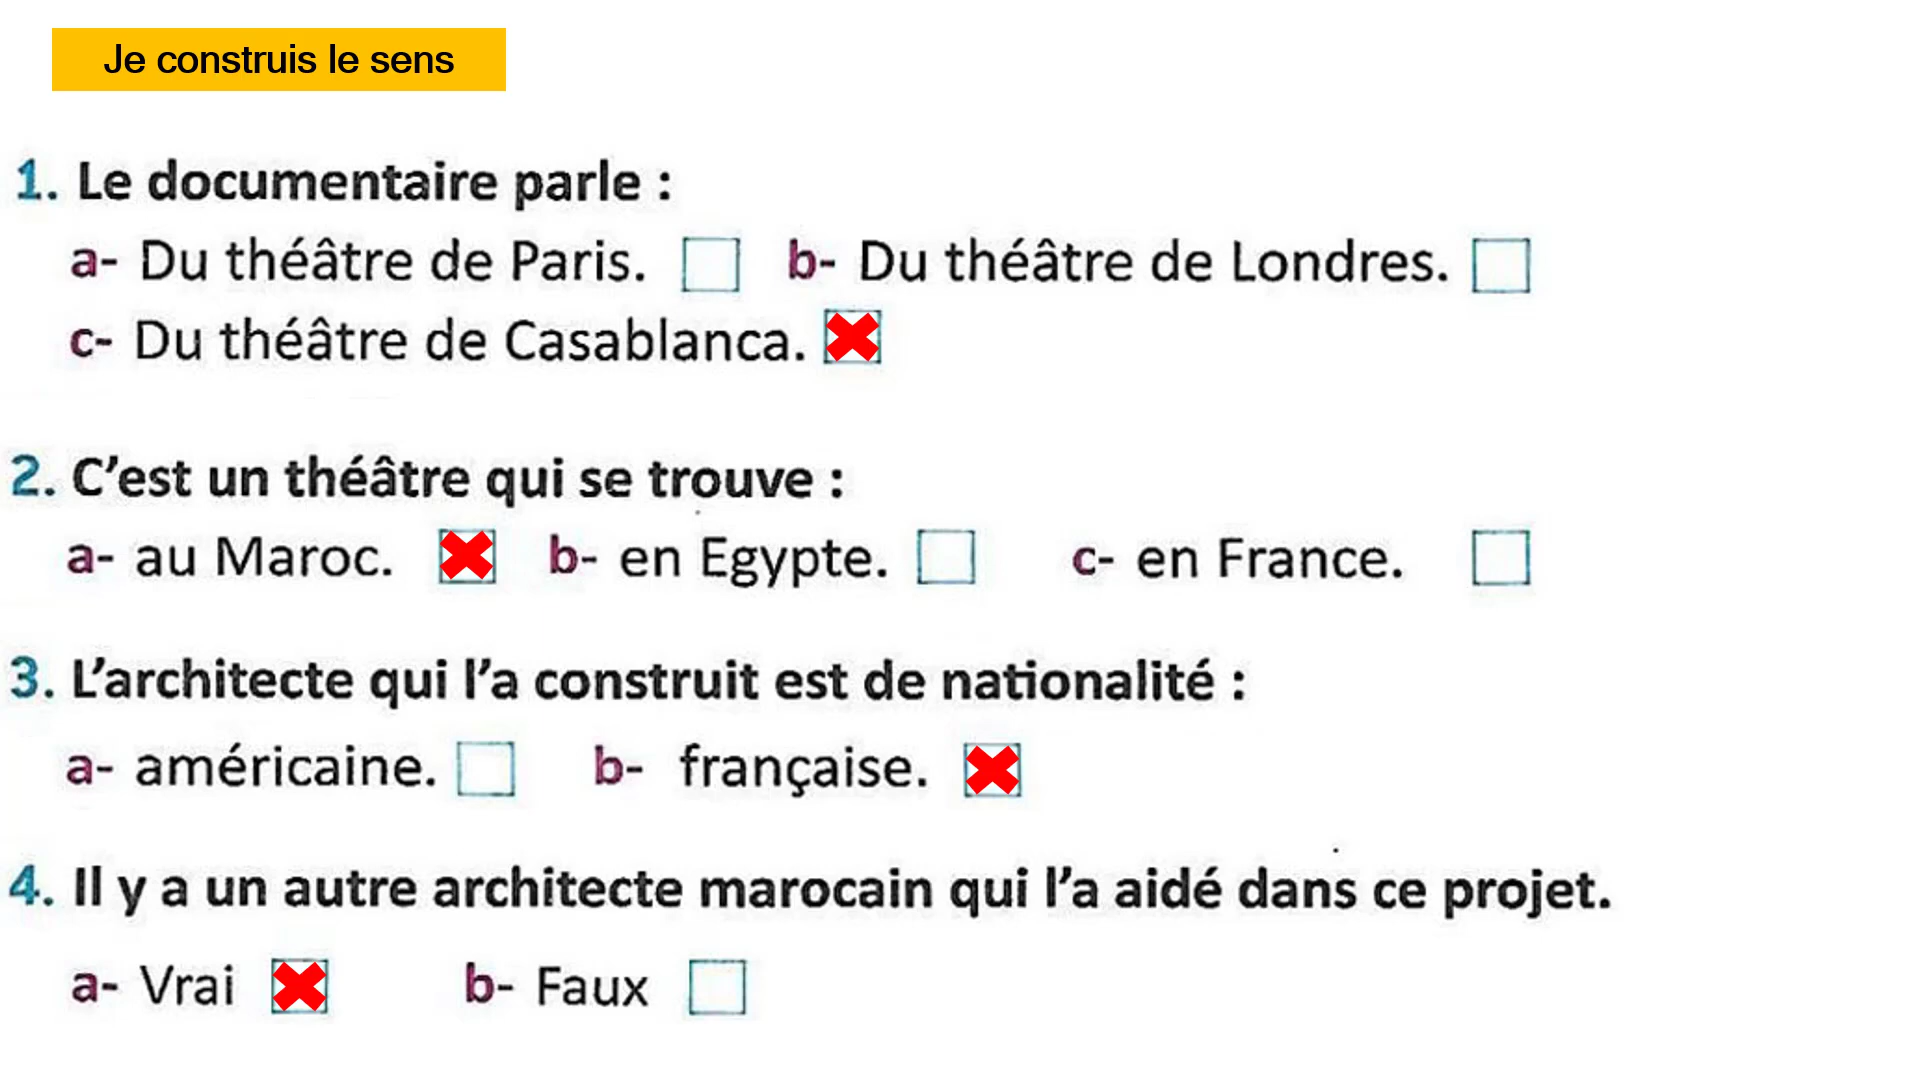 Je construis le sens
1. Le documentaire parle :
a- Du théâtre de Paris. b- Du théâtre de Londres.
c- Du théâtre de Casablanca.
2. C’est un théâtre qui se trouve :
a- au Maroc. b- en Egypte. c- en France.
3. L’architecte qui l’a construit est de nationalité :
a- américaine. b- française.
4. Il y a un autre architecte marocain qui l’a aidé dans ce projet.
a- Vrai b- Faux